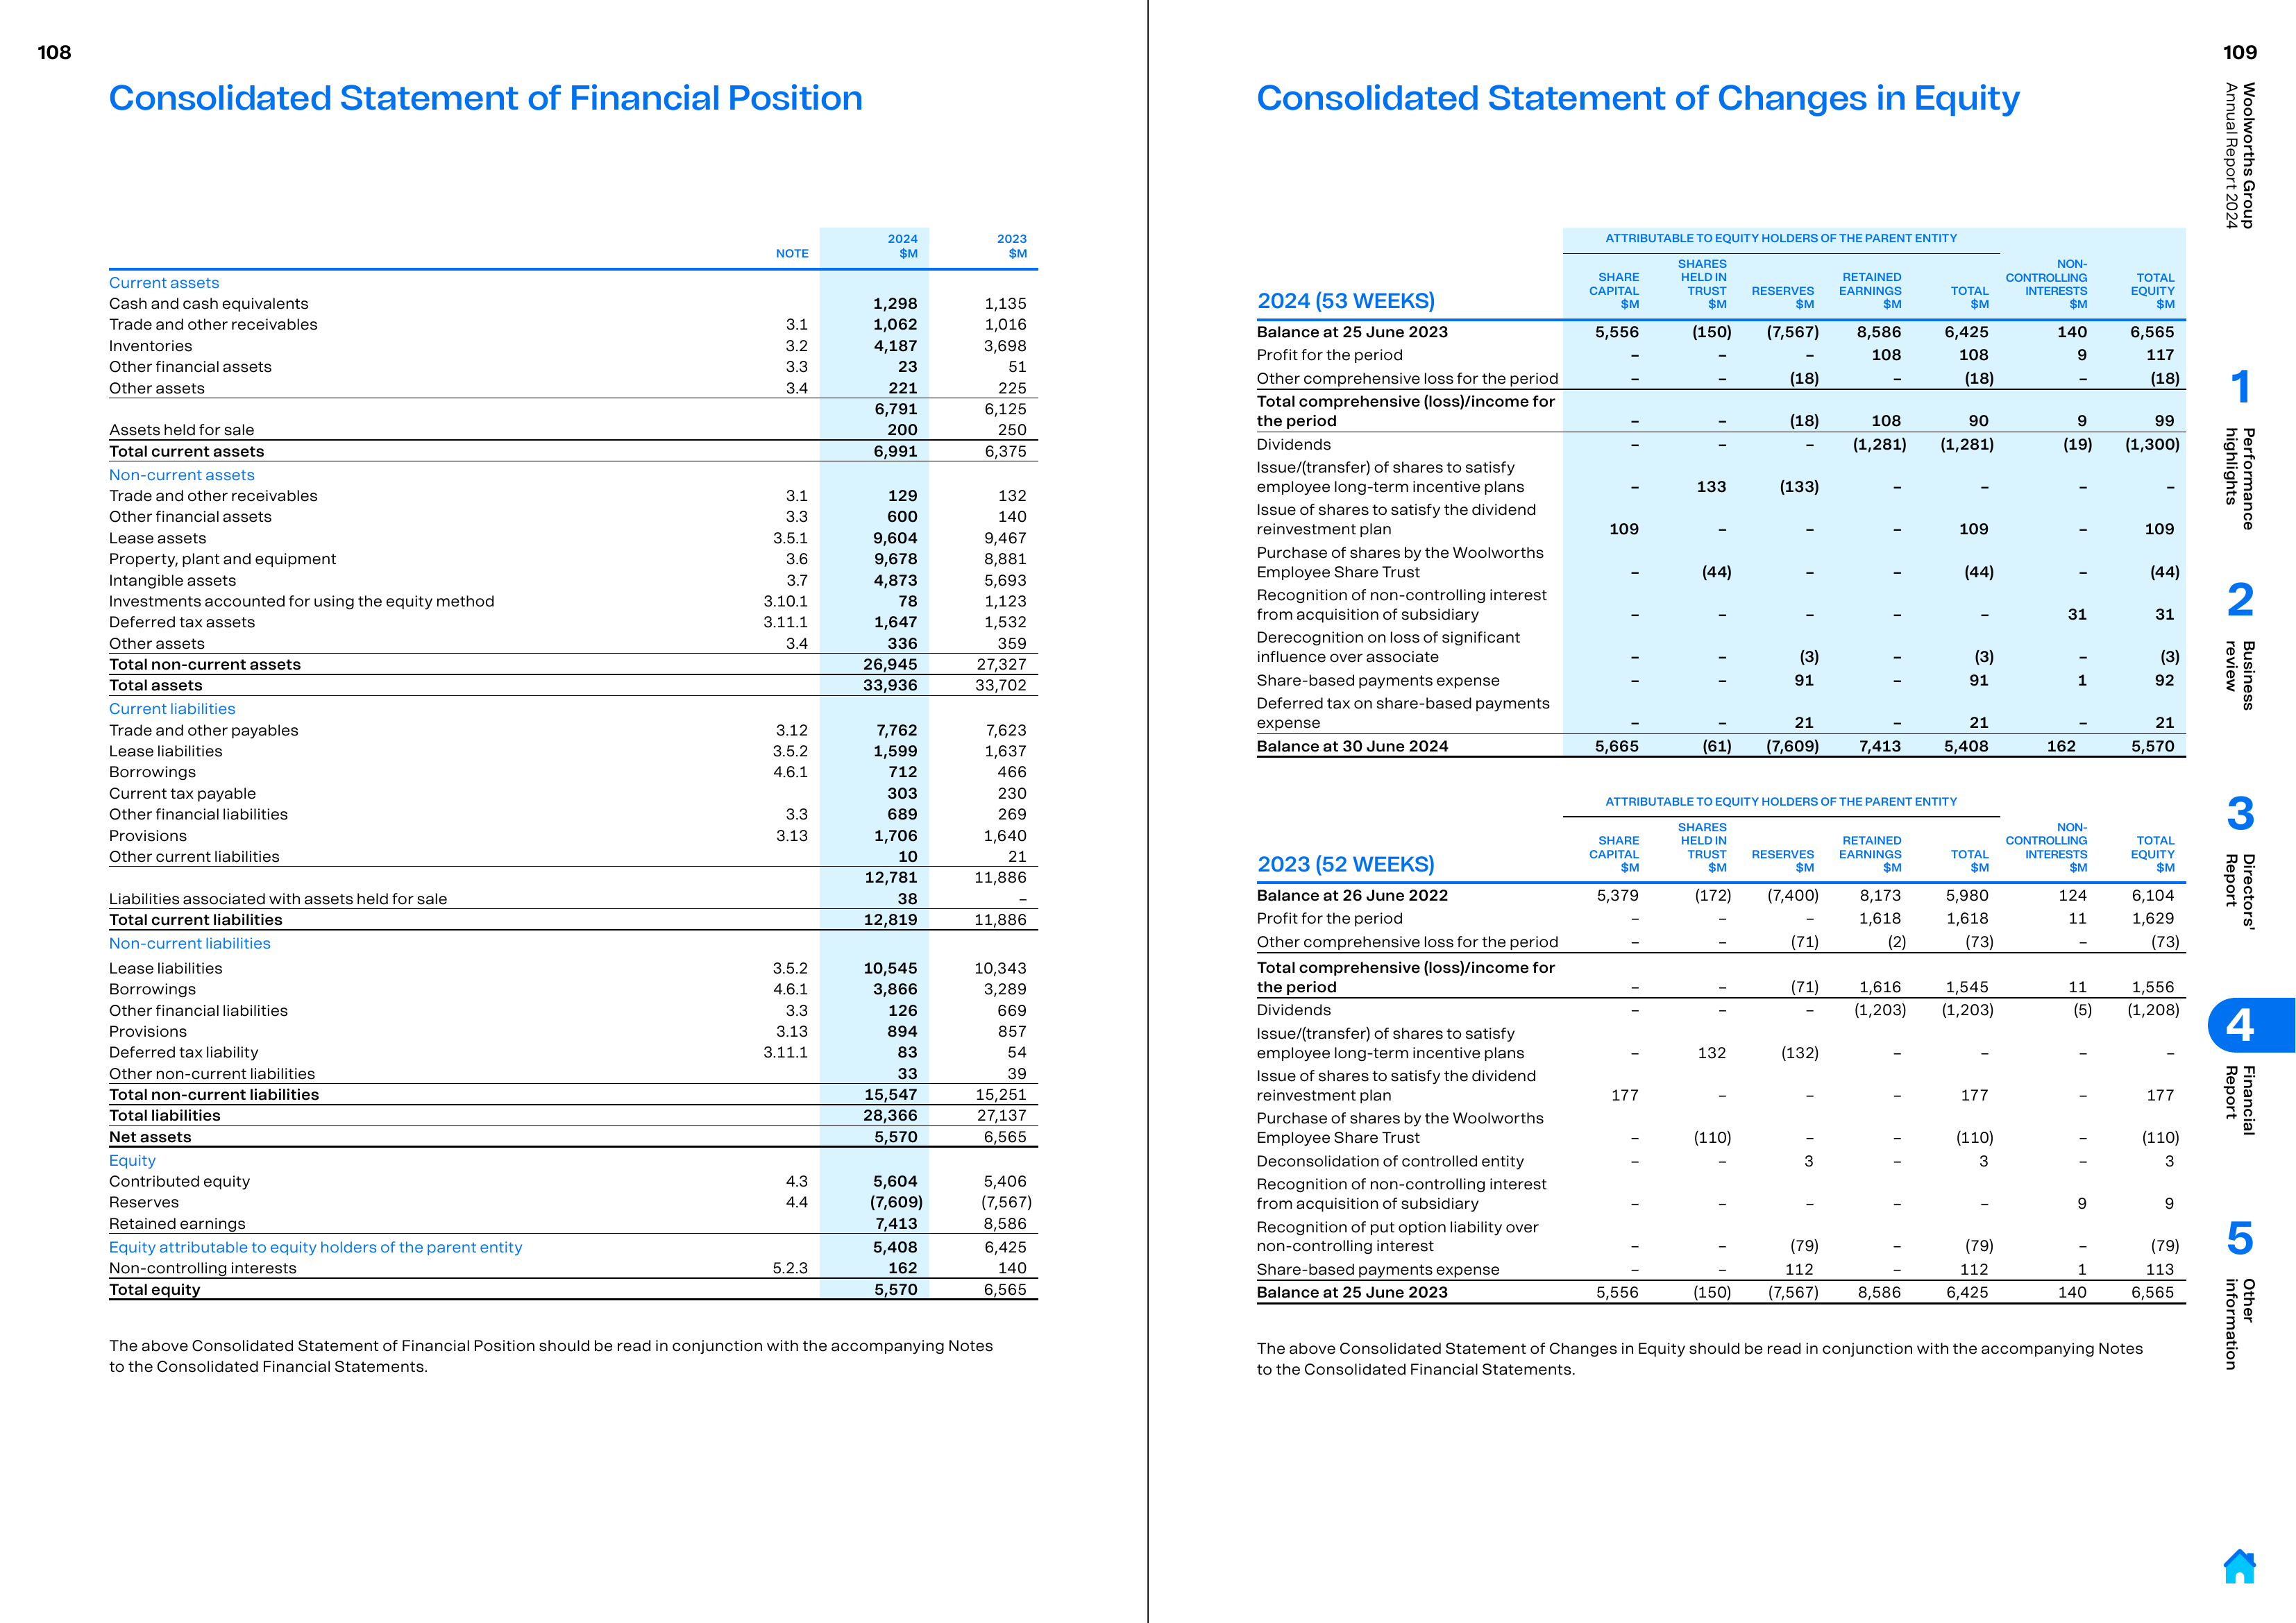 108
Consolidated Statement of Financial Position
NOTE 2024 $M 2023 $M
Current assets
Cash and cash equivalents 1,298 1,135
Trade and other receivables 3.1 1,062 1,016
Inventories 3.2 4,187 3,698
Other financial assets 3.3 23 51
Other assets 3.4 221 225
6,791 6,125
Assets held for sale 200 250
Total current assets 6,991 6,375
Non-current assets
Trade and other receivables 3.1 129 132
Other financial assets 3.3 600 140
Lease assets 3.5.1 9,604 9,467
Property, plant and equipment 3.6 9,678 8,881
Intangible assets 3.7 4,873 5,693
Investments accounted for using the equity method 3.10.1 78 1,123
Deferred tax assets 3.11.1 1,647 1,532
Other assets 3.4 336 359
Total non-current assets 26,945 27,327
Total assets 33,936 33,702
Current liabilities
Trade and other payables 3.12 7,762 7,623
Lease liabilities 3.5.2 1,599 1,637
Borrowings 4.6.1 712 466
Current tax payable 303 230
Other financial liabilities 3.3 689 269
Provisions 3.13 1,706 1,640
Other current liabilities 10 21
12,781 11,886
Liabilities associated with assets held for sale 38 –
Total current liabilities 12,819 11,886
Non-current liabilities
Lease liabilities 3.5.2 10,545 10,343
Borrowings 4.6.1 3,866 3,289
Other financial liabilities 3.3 126 669
Provisions 3.13 894 857
Deferred tax liability 3.11.1 83 54
Other non-current liabilities 33 39
Total non-current liabilities 15,547 15,251
Total liabilities 28,366 27,137
Net assets 5,570 6,565
Equity
Contributed equity 4.3 5,604 5,406
Reserves 4.4 (7,609) (7,567)
Retained earnings 7,413 8,586
Equity attributable to equity holders of the parent entity 5,408 6,425
Non-controlling interests 5.2.3 162 140
Total equity 5,570 6,565
The above Consolidated Statement of Financial Position should be read in conjunction with the accompanying Notes
to the Consolidated Financial Statements.
109
Consolidated Statement of Changes in Equity
ATTRIBUTABLE TO EQUITY HOLDERS OF THE PARENT ENTITY
2024 (53 WEEKS) SHARE CAPITAL $M SHARES HELD IN TRUST $M RESERVES $M RETAINED EARNINGS $M TOTAL $M NON-CONTROLLING INTERESTS $M TOTAL EQUITY $M
Balance at 25 June 2023 5,556 (150) (7,567) 8,586 6,425 140 6,565
Profit for the period – – – 108 108 9 117
Other comprehensive loss for the period – – (18) – (18) – (18)
Total comprehensive (loss)/income for
the period – – (18) 108 90 9 99
Dividends – – – (1,281) (1,281) (19) (1,300)
Issue/(transfer) of shares to satisfy
employee long-term incentive plans – 133 (133) – – – –
Issue of shares to satisfy the dividend
reinvestment plan 109 – – – 109 – 109
Purchase of shares by the Woolworths
Employee Share Trust – (44) – – (44) – (44)
Recognition of non-controlling interest
from acquisition of subsidiary – – – – – 31 31
Derecognition on loss of significant
influence over associate – – (3) – (3) – (3)
Share-based payments expense – – 91 – 91 1 92
Deferred tax on share-based payments
expense – – 21 – 21 – 21
Balance at 30 June 2024 5,665 (61) (7,609) 7,413 5,408 162 5,570
ATTRIBUTABLE TO EQUITY HOLDERS OF THE PARENT ENTITY
2023 (52 WEEKS) SHARE CAPITAL $M SHARES HELD IN TRUST $M RESERVES $M RETAINED EARNINGS $M TOTAL $M NON-CONTROLLING INTERESTS $M TOTAL EQUITY $M
Balance at 26 June 2022 5,379 (172) (7,400) 8,173 5,980 124 6,104
Profit for the period – – – 1,618 1,618 11 1,629
Other comprehensive loss for the period – – (71) (2) (73) – (73)
Total comprehensive (loss)/income for
the period – – (71) 1,616 1,545 11 1,556
Dividends – – – (1,203) (1,203) (5) (1,208)
Issue/(transfer) of shares to satisfy
employee long-term incentive plans – 132 (132) – – – –
Issue of shares to satisfy the dividend
reinvestment plan 177 – – – 177 – 177
Purchase of shares by the Woolworths
Employee Share Trust – (110) – – (110) – (110)
Deconsolidation of controlled entity – – 3 – 3 – 3
Recognition of non-controlling interest
from acquisition of subsidiary – – – – – 9 9
Recognition of put option liability over
non-controlling interest – – (79) – (79) – (79)
Share-based payments expense – – 112 – 112 1 113
Balance at 25 June 2023 5,556 (150) (7,567) 8,586 6,425 140 6,565
The above Consolidated Statement of Changes in Equity should be read in conjunction with the accompanying Notes
to the Consolidated Financial Statements.
Woolworths Group
Annual Report 2024
1
Performance
highlights
2
Business
review
3
Directors'
Report
4
Financial
Report
5
Other
information